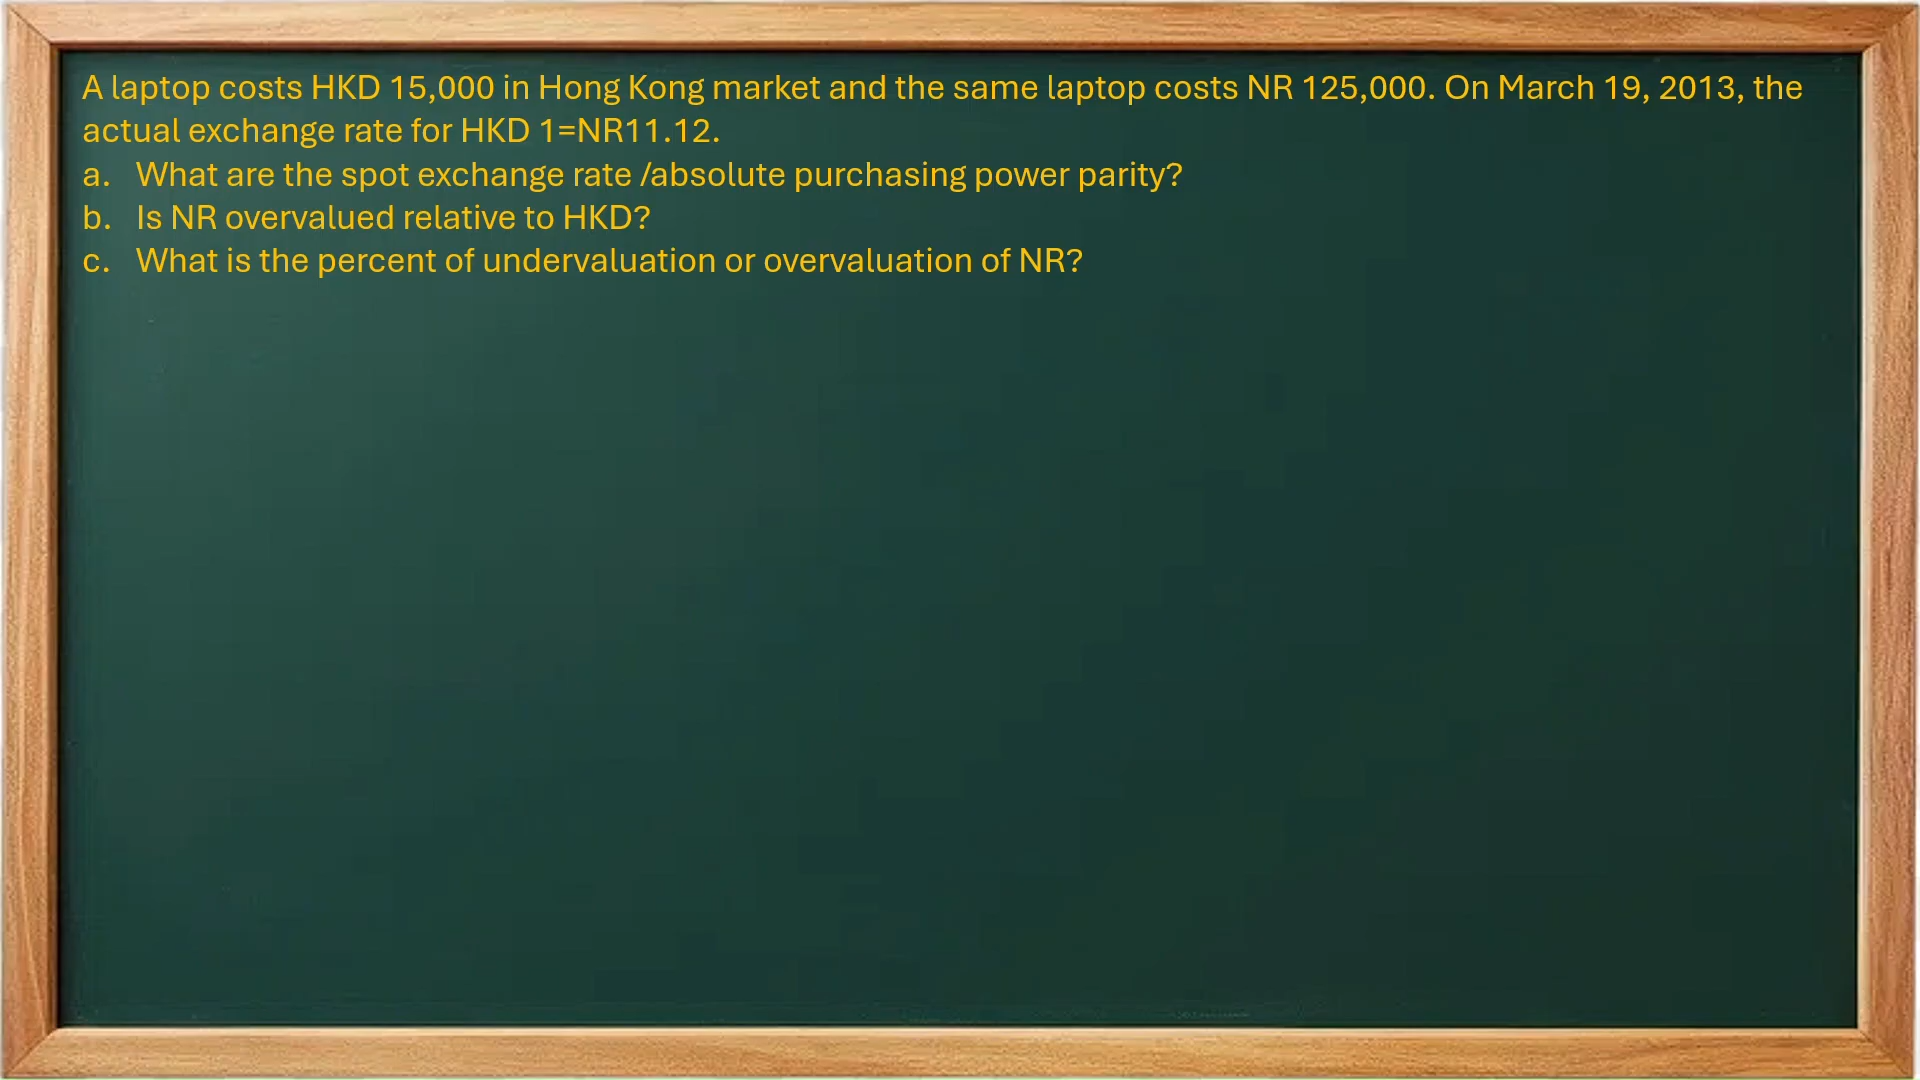 A laptop costs HKD 15,000 in Hong Kong market and the same laptop costs NR 125,000. On March 19, 2013, the
actual exchange rate for HKD 1=NR11.12.
a. What are the spot exchange rate /absolute purchasing power parity?
b. Is NR overvalued relative to HKD?
c. What is the percent of undervaluation or overvaluation of NR?